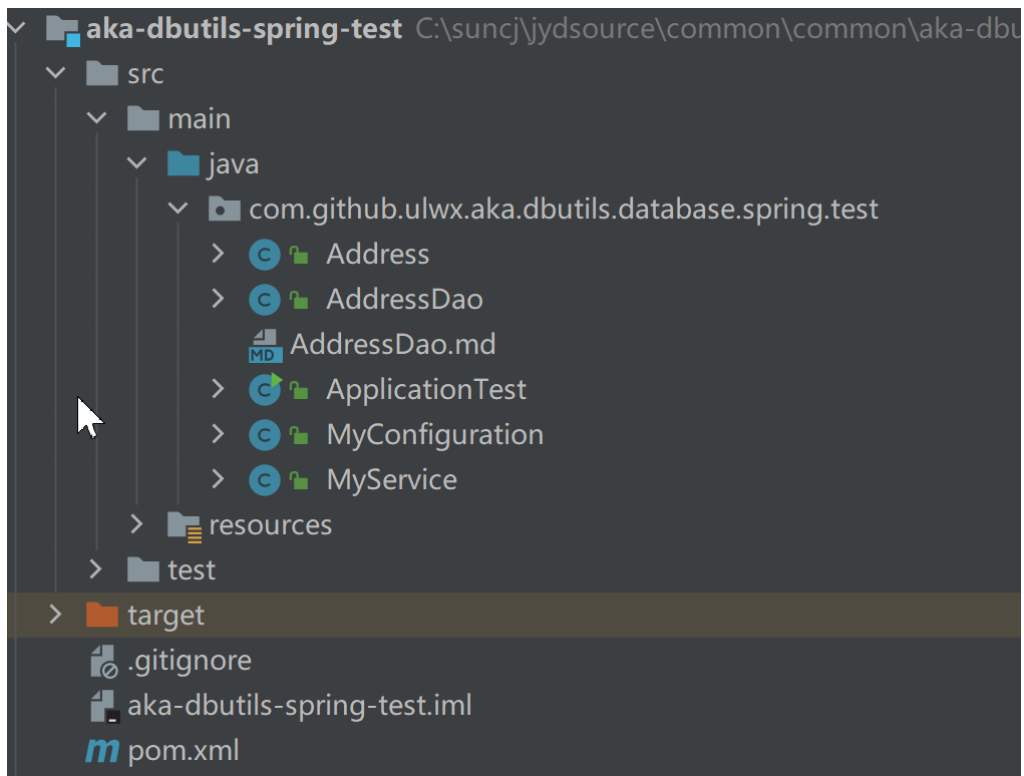 aka-dbutils-spring-test C:\suncj\jydsource\common\common\aka-dbu
src
main
java
com.github.ulwx.aka.dbutils.database.spring.test
C Address
C AddressDao
MD AddressDao.md
C ApplicationTest
C MyConfiguration
C MyService
resources
test
target
.gitignore
aka-dbutils-spring-test.iml
m pom.xml